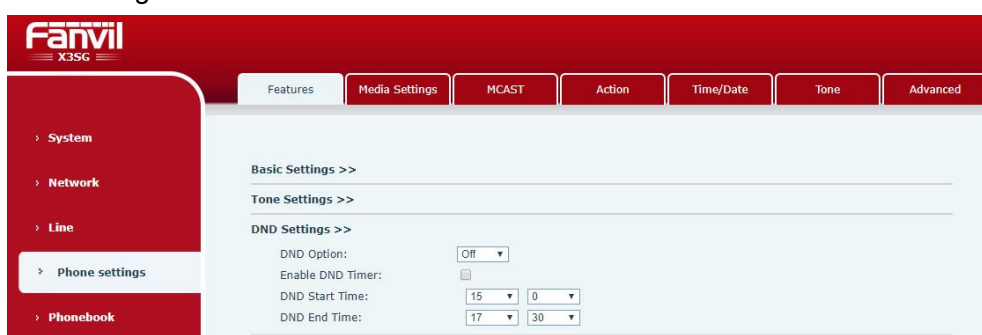 g
Fanvil
X3SG
Features Media Settings MCAST Action Time/Date Tone Advanced
› System
› Network
› Line
› Phone settings
› Phonebook
Basic Settings >>
Tone Settings >>
DND Settings >>
DND Option: Off
Enable DND Timer:
DND Start Time: 15 0
DND End Time: 17 30